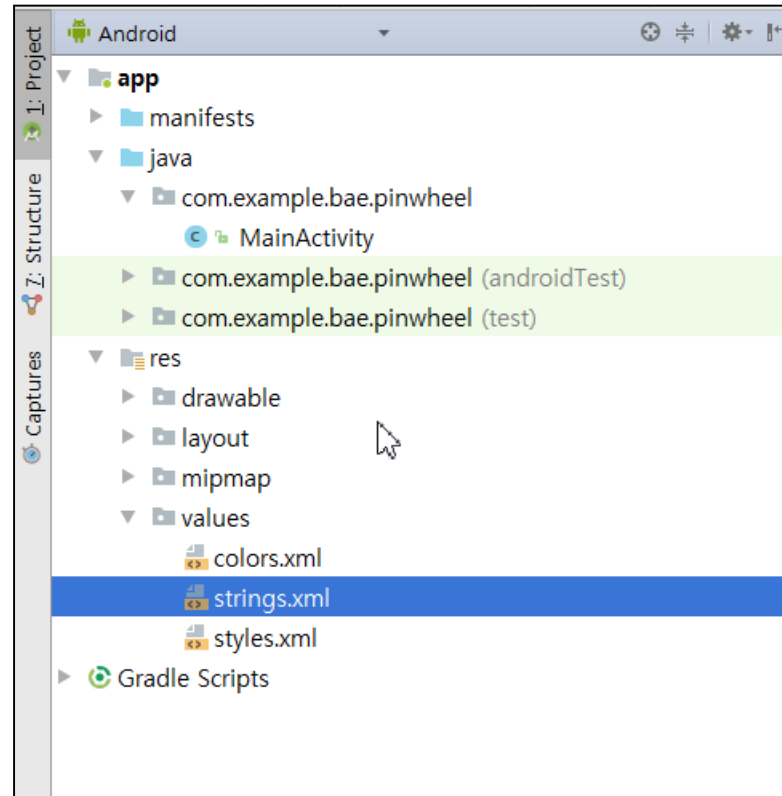 Android
1: Project
7: Structure
Captures
app
manifests
java
com.example.bae.pinwheel
MainActivity
com.example.bae.pinwheel (androidTest)
com.example.bae.pinwheel (test)
res
drawable
layout
mipmap
values
colors.xml
strings.xml
styles.xml
Gradle Scripts